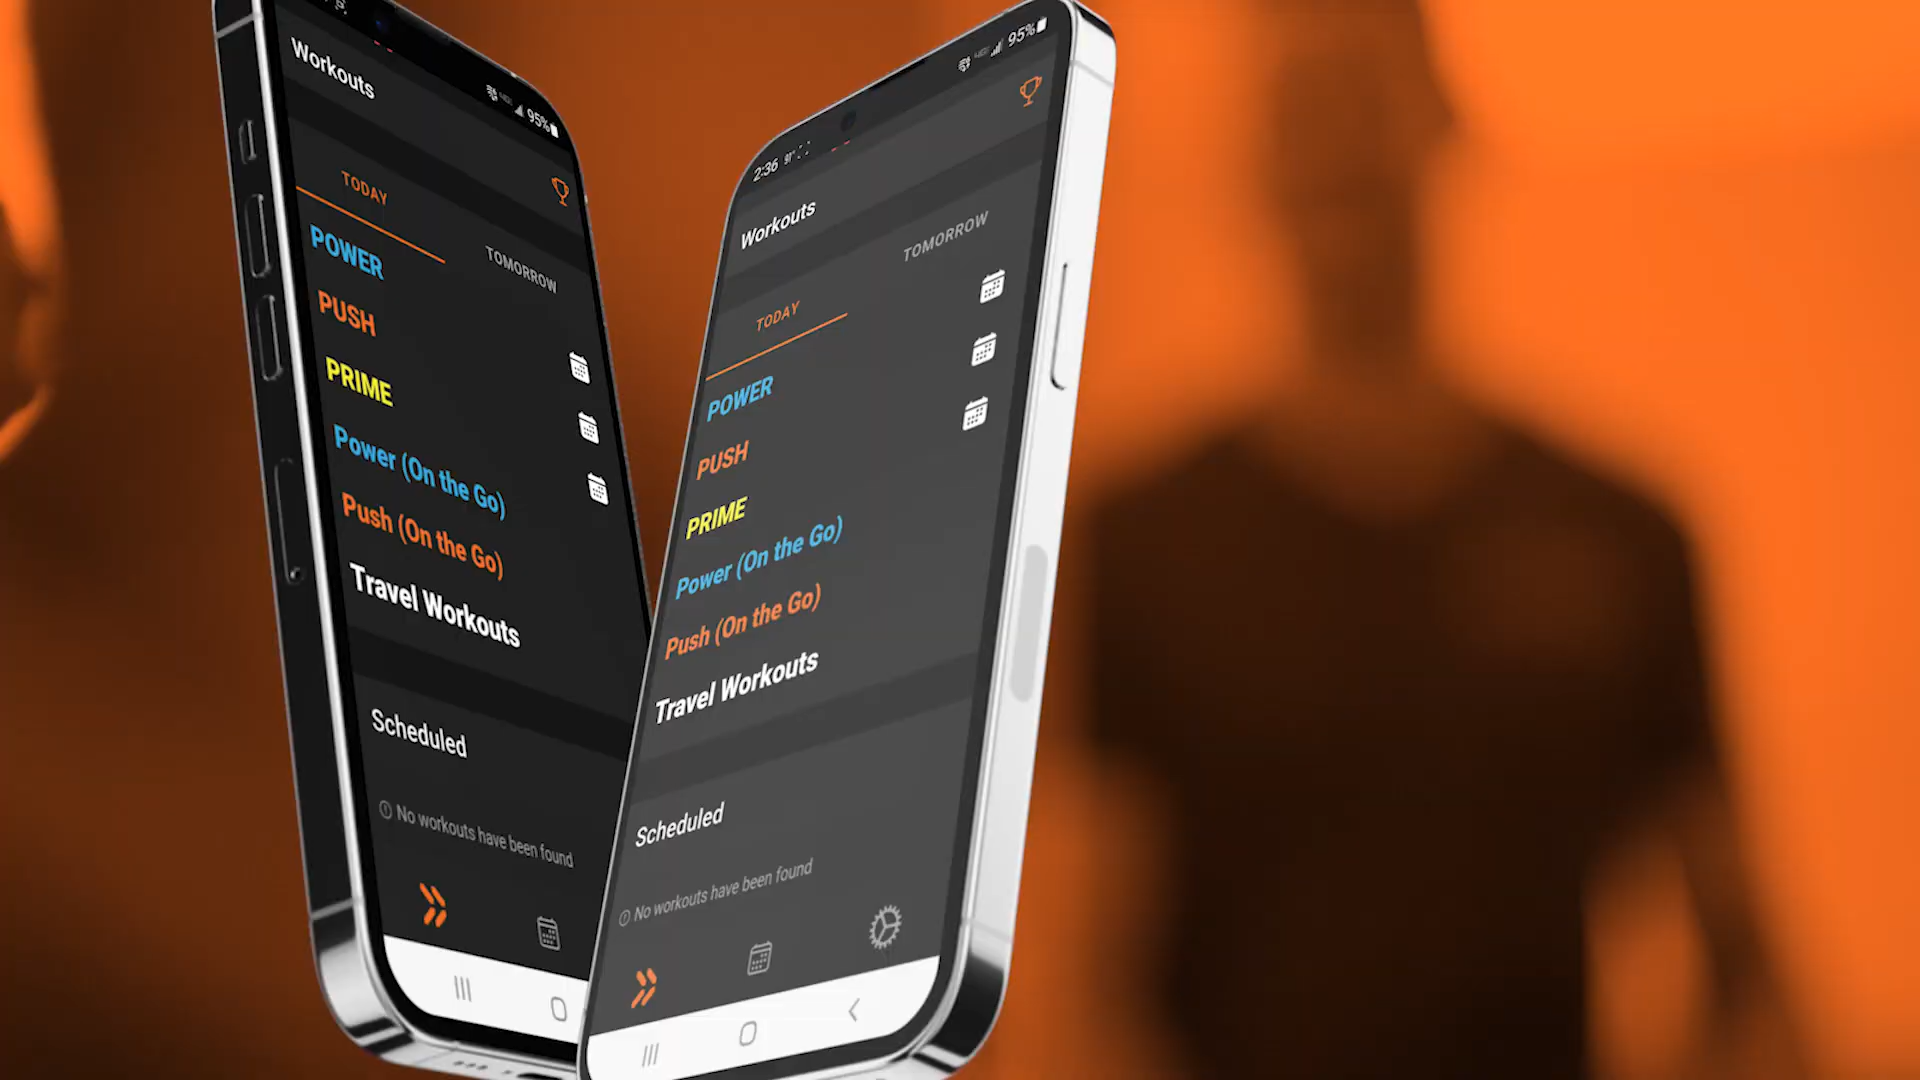 95%
Workouts
TODAY
TOMORROW
POWER
PUSH
PRIME
Power (On the Go)
Push (On the Go)
Travel Workouts
Scheduled
No workouts have been found
2:36
95%
Workouts
TODAY
TOMORROW
POWER
PUSH
PRIME
Power (On the Go)
Push (On the Go)
Travel Workouts
Scheduled
No workouts have been found